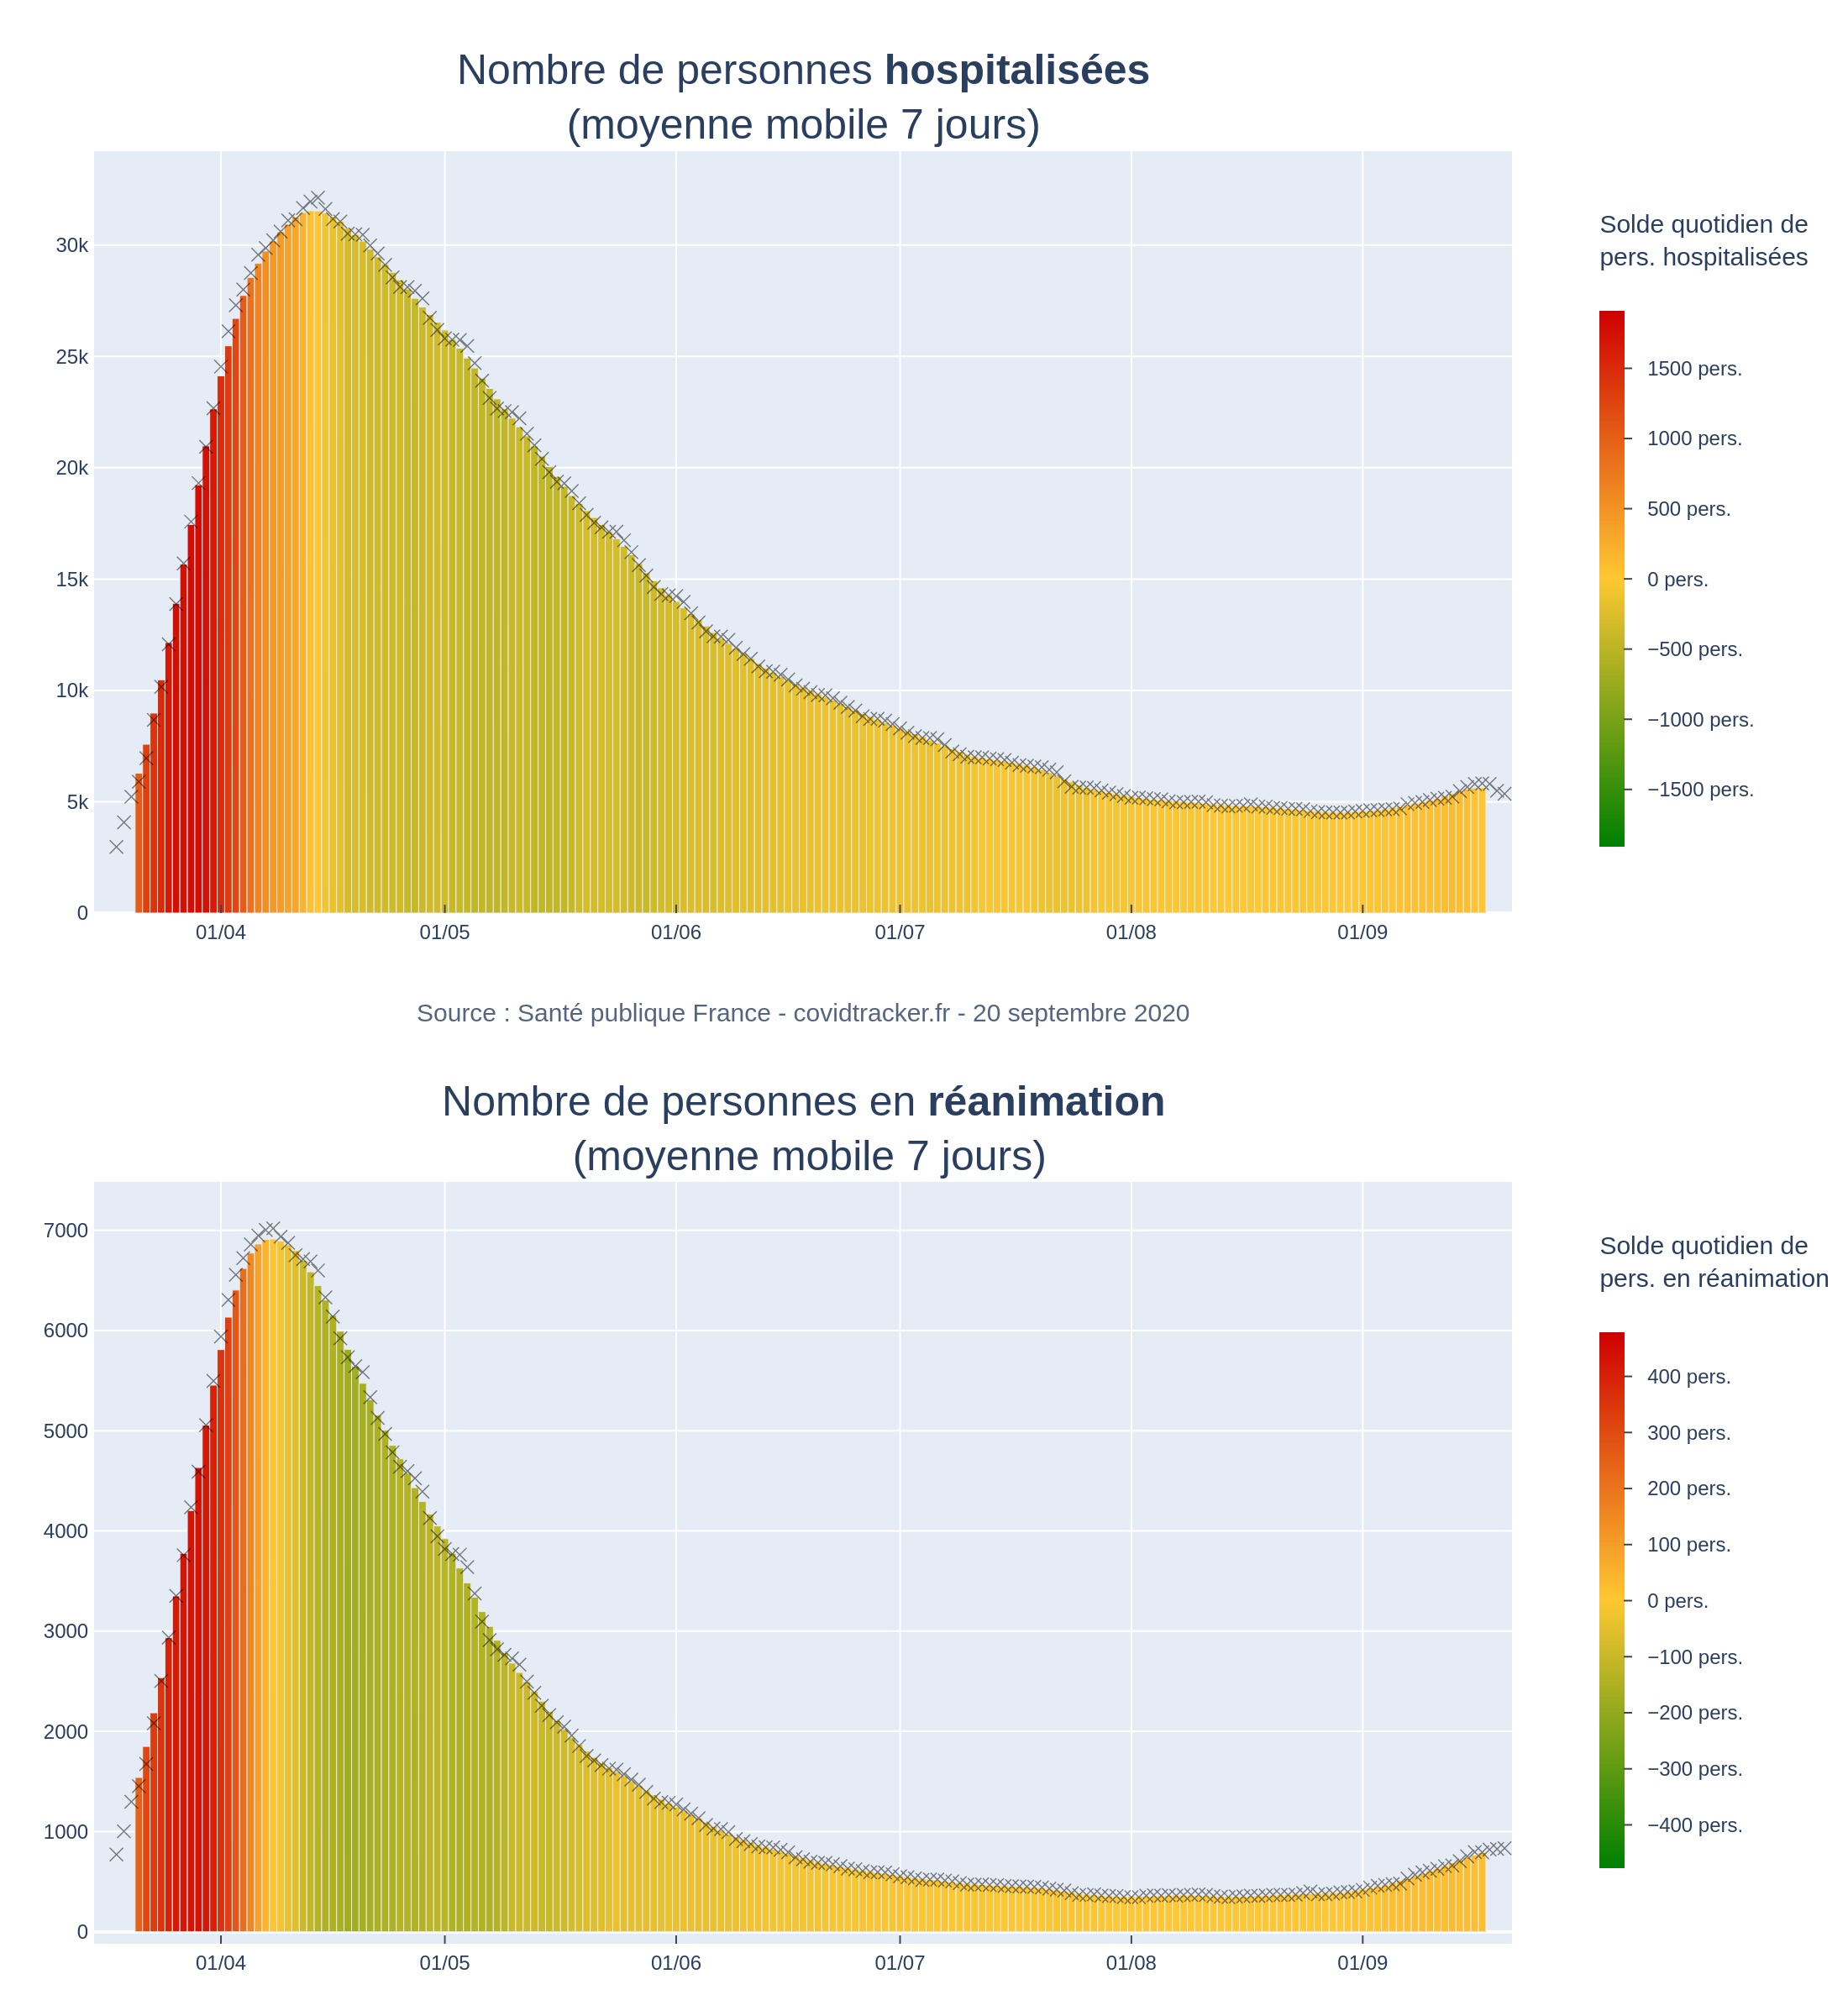 Nombre de personnes hospitalisées
(moyenne mobile 7 jours)
Solde quotidien de
pers. hospitalisées
30k
25k
20k
15k
10k
5k
0
1500 pers.
1000 pers.
500 pers.
0 pers.
−500 pers.
−1000 pers.
−1500 pers.
01/04
01/05
01/06
01/07
01/08
01/09
Source : Santé publique France - covidtracker.fr - 20 septembre 2020
Nombre de personnes en réanimation
(moyenne mobile 7 jours)
Solde quotidien de
pers. en réanimation
7000
6000
5000
4000
3000
2000
1000
0
400 pers.
300 pers.
200 pers.
100 pers.
0 pers.
−100 pers.
−200 pers.
−300 pers.
−400 pers.
01/04
01/05
01/06
01/07
01/08
01/09